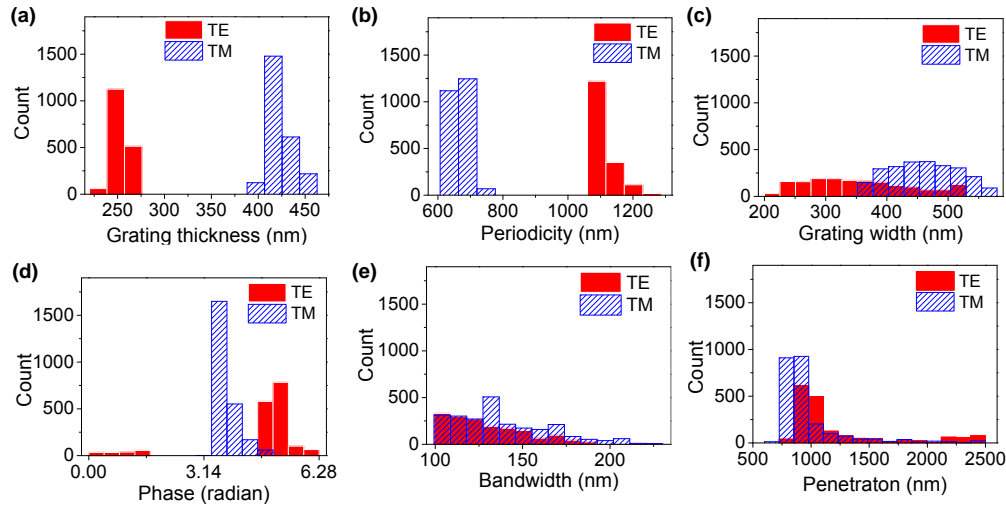 (a)
TE
TM
1500
1000
500
0
Count
250
300
350
400
450
Grating thickness (nm)
(b)
TE
TM
1500
1000
500
0
Count
600
800
1000
1200
Periodicity (nm)
(c)
TE
TM
1500
1000
500
0
Count
200
300
400
500
Grating width (nm)
(d)
TE
TM
1500
1000
500
0
Count
0.00
3.14
6.28
Phase (radian)
(e)
TE
TM
1500
1000
500
0
Count
100
150
200
Bandwidth (nm)
(f)
TE
TM
1500
1000
500
0
Count
500
1000
1500
2000
2500
Penetraton (nm)